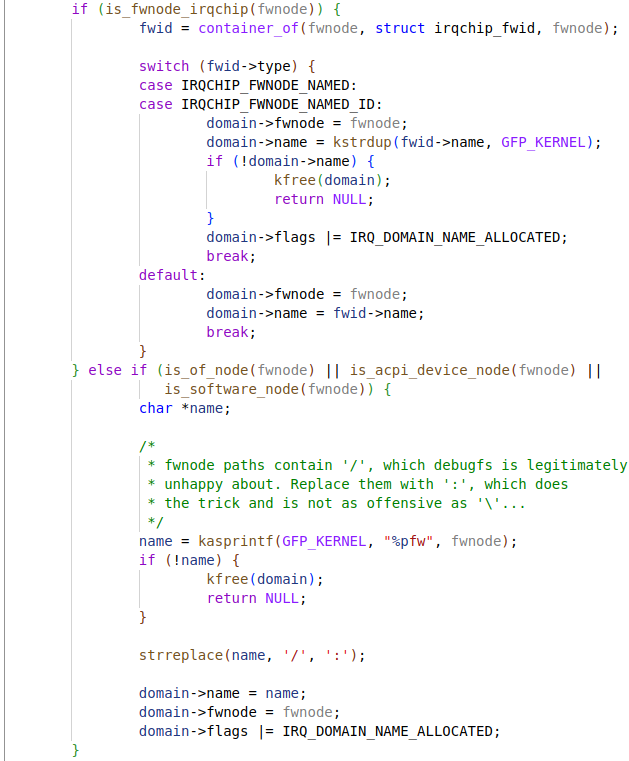 if (is_fwnode_irqchip(fwnode)) {
fwid = container_of(fwnode, struct irqchip_fwid, fwnode);
switch (fwid->type) {
case IRQCHIP_FWNODE_NAMED:
case IRQCHIP_FWNODE_NAMED_ID:
domain->fwnode = fwnode;
domain->name = kstrdup(fwid->name, GFP_KERNEL);
if (!domain->name) {
kfree(domain);
return NULL;
}
domain->flags |= IRQ_DOMAIN_NAME_ALLOCATED;
break;
default:
domain->fwnode = fwnode;
domain->name = fwid->name;
break;
}
} else if (is_of_node(fwnode) || is_acpi_device_node(fwnode) ||
is_software_node(fwnode)) {
char *name;
/*
* fwnode paths contain '/', which debugfs is legitimately
* unhappy about. Replace them with ':', which does
* the trick and is not as offensive as '\'...
*/
name = kasprintf(GFP_KERNEL, "%pfw", fwnode);
if (!name) {
kfree(domain);
return NULL;
}
strreplace(name, '/', ':');
domain->name = name;
domain->fwnode = fwnode;
domain->flags |= IRQ_DOMAIN_NAME_ALLOCATED;
}